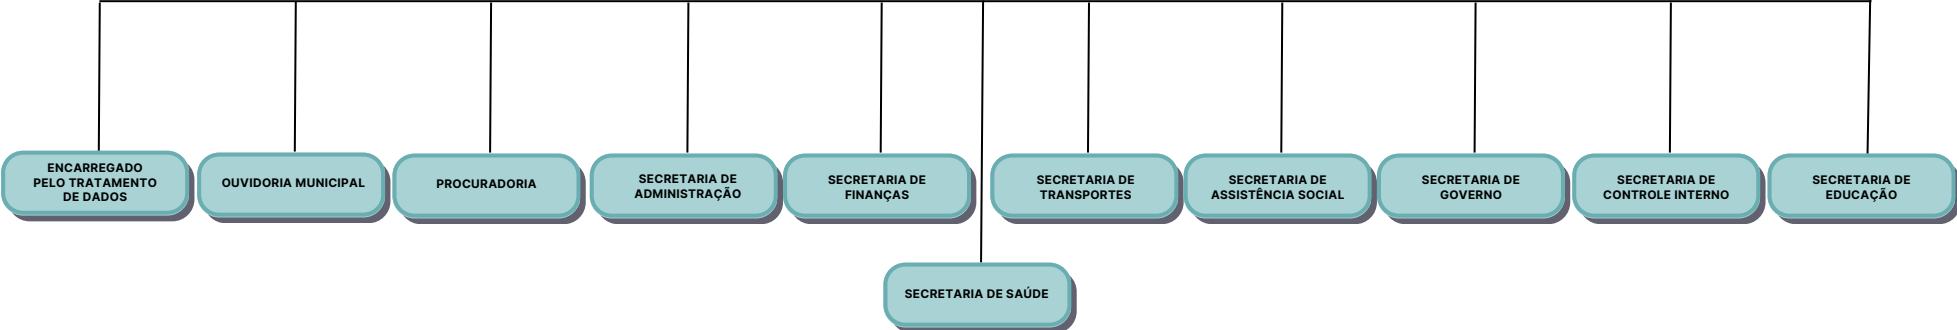 ENCARREGADO
PELO TRATAMENTO
DE DADOS
OUVIDORIA MUNICIPAL
PROCURADORIA
SECRETARIA DE
ADMINISTRAÇÃO
SECRETARIA DE
FINANÇAS
SECRETARIA DE
TRANSPORTES
SECRETARIA DE
ASSISTÊNCIA SOCIAL
SECRETARIA DE
GOVERNO
SECRETARIA DE
CONTROLE INTERNO
SECRETARIA DE
EDUCAÇÃO
SECRETARIA DE SAÚDE